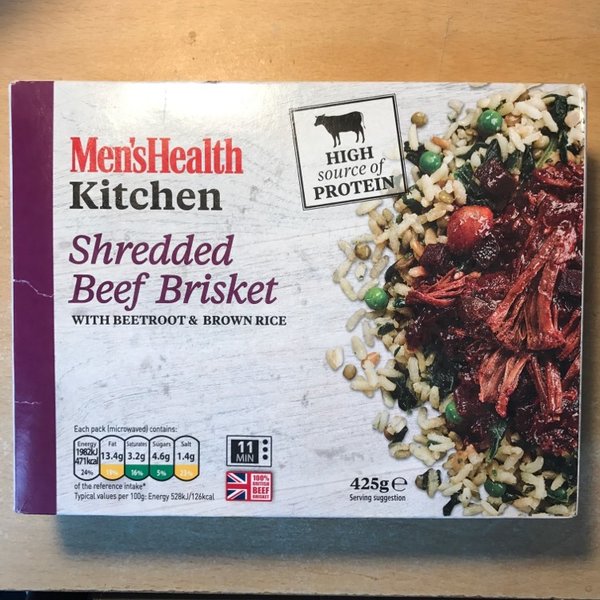 Men'sHealth
Kitchen
Shredded
Beef Brisket
WITH BEETROOT & BROWN RICE
HIGH
source of
PROTEIN
Each pack (microwaved) contains:
Energy Fat Saturates Sugars Salt
1982kJ 13.4g 3.2g 4.6g 1.4g
471kcal
24% 19% 16% 5% 23%
of the reference intake*
Typical values per 100g: Energy 528kJ/126kcal
11
MIN
100%
BRITISH
BEEF
BRISKET
425g℮
Serving suggestion